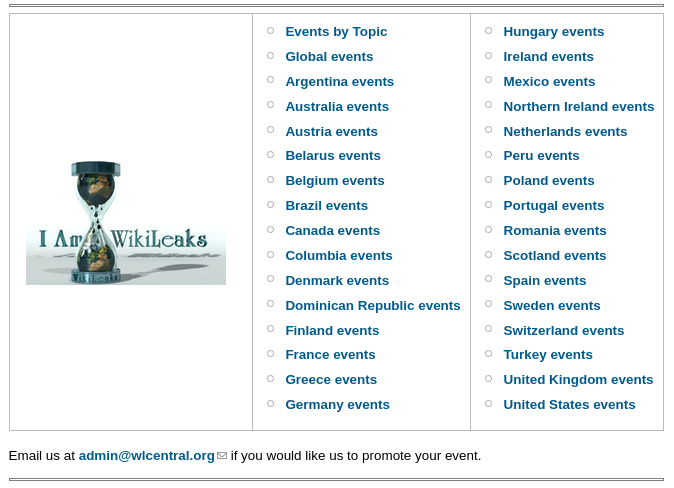 I Am WikiLeaks
WikiLeaks
Events by Topic
Global events
Argentina events
Australia events
Austria events
Belarus events
Belgium events
Brazil events
Canada events
Columbia events
Denmark events
Dominican Republic events
Finland events
France events
Greece events
Germany events
Hungary events
Ireland events
Mexico events
Northern Ireland events
Netherlands events
Peru events
Poland events
Portugal events
Romania events
Scotland events
Spain events
Sweden events
Switzerland events
Turkey events
United Kingdom events
United States events
Email us at admin@wlcentral.org if you would like us to promote your event.